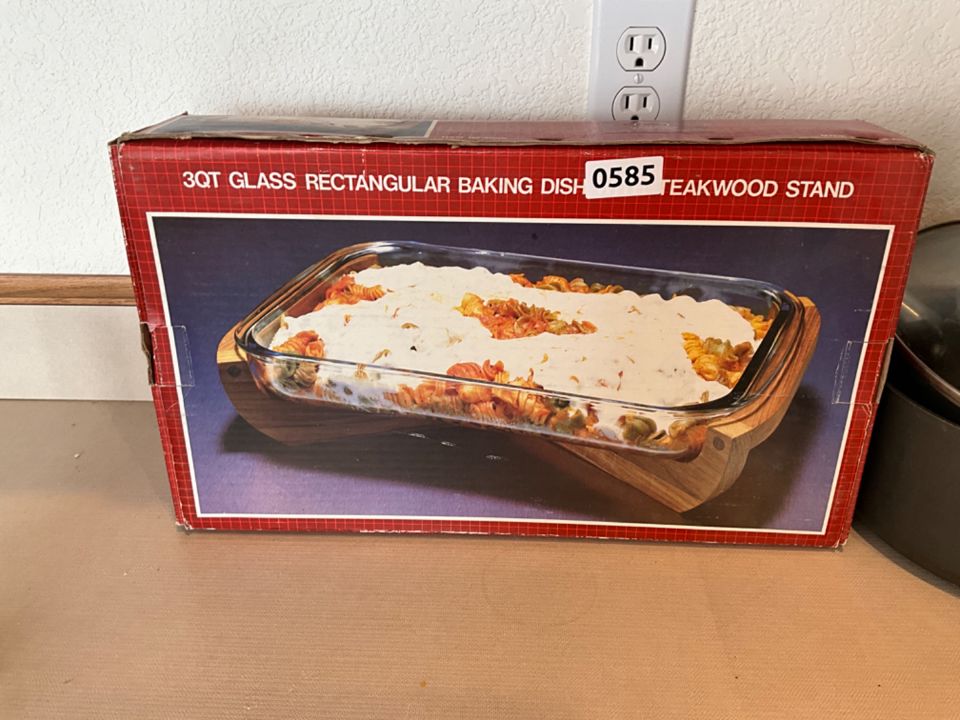 3QT GLASS RECTANGULAR BAKING DISH 0585 TEAKWOOD STAND